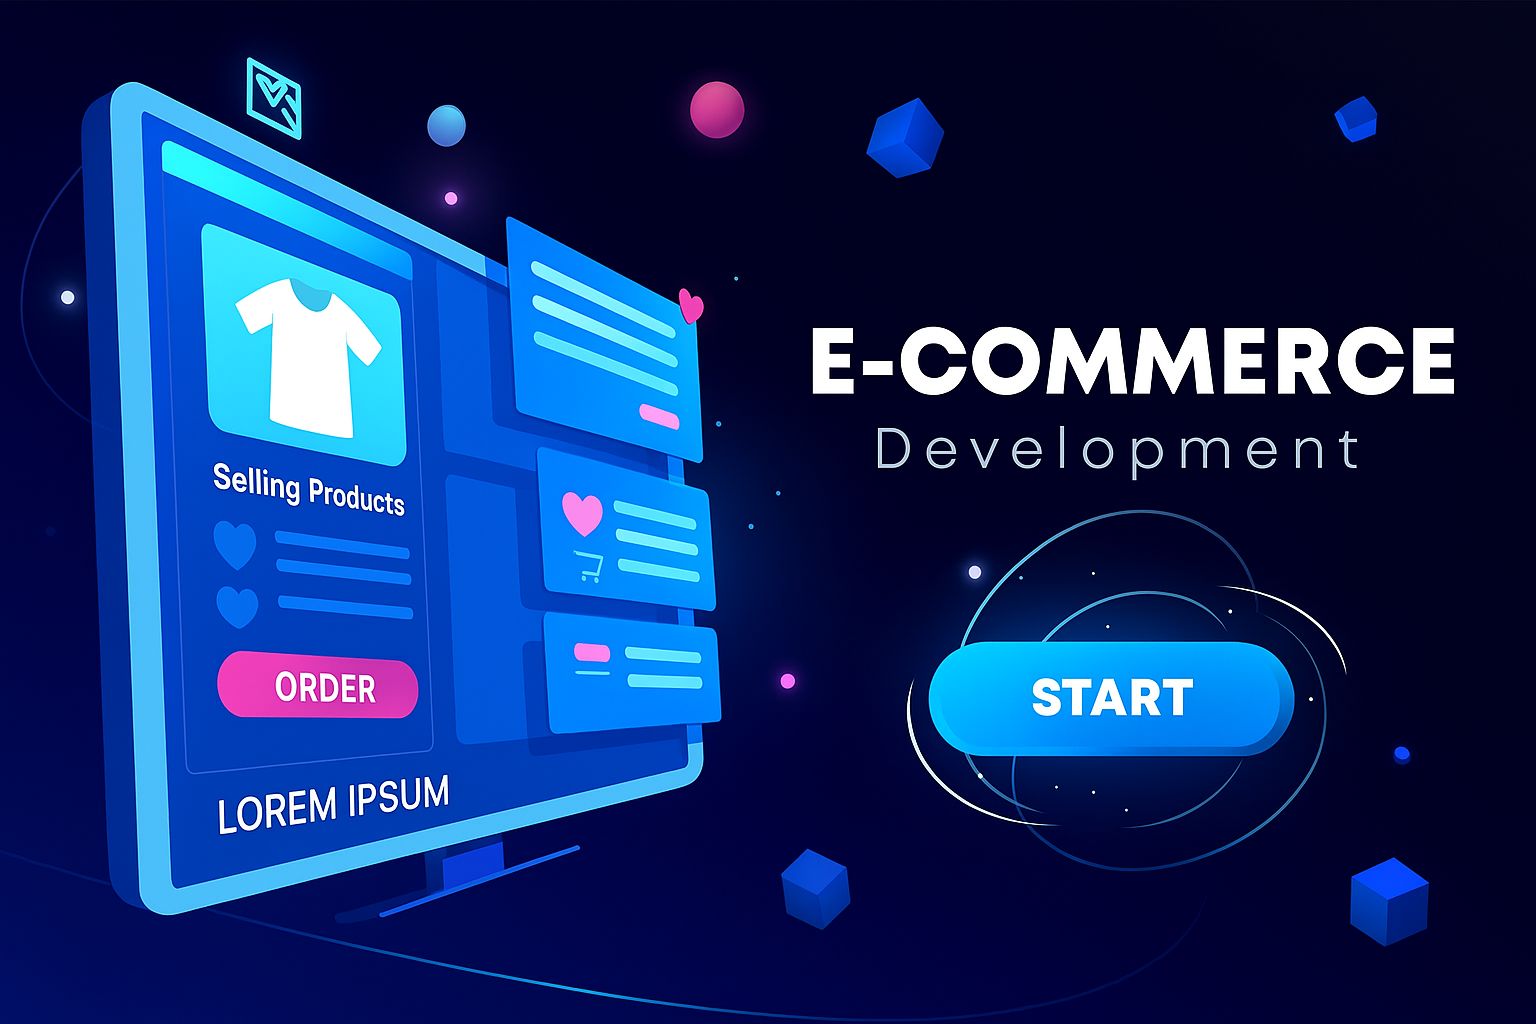 Selling Products
ORDER
LOREM IPSUM
E-COMMERCE
Development
START